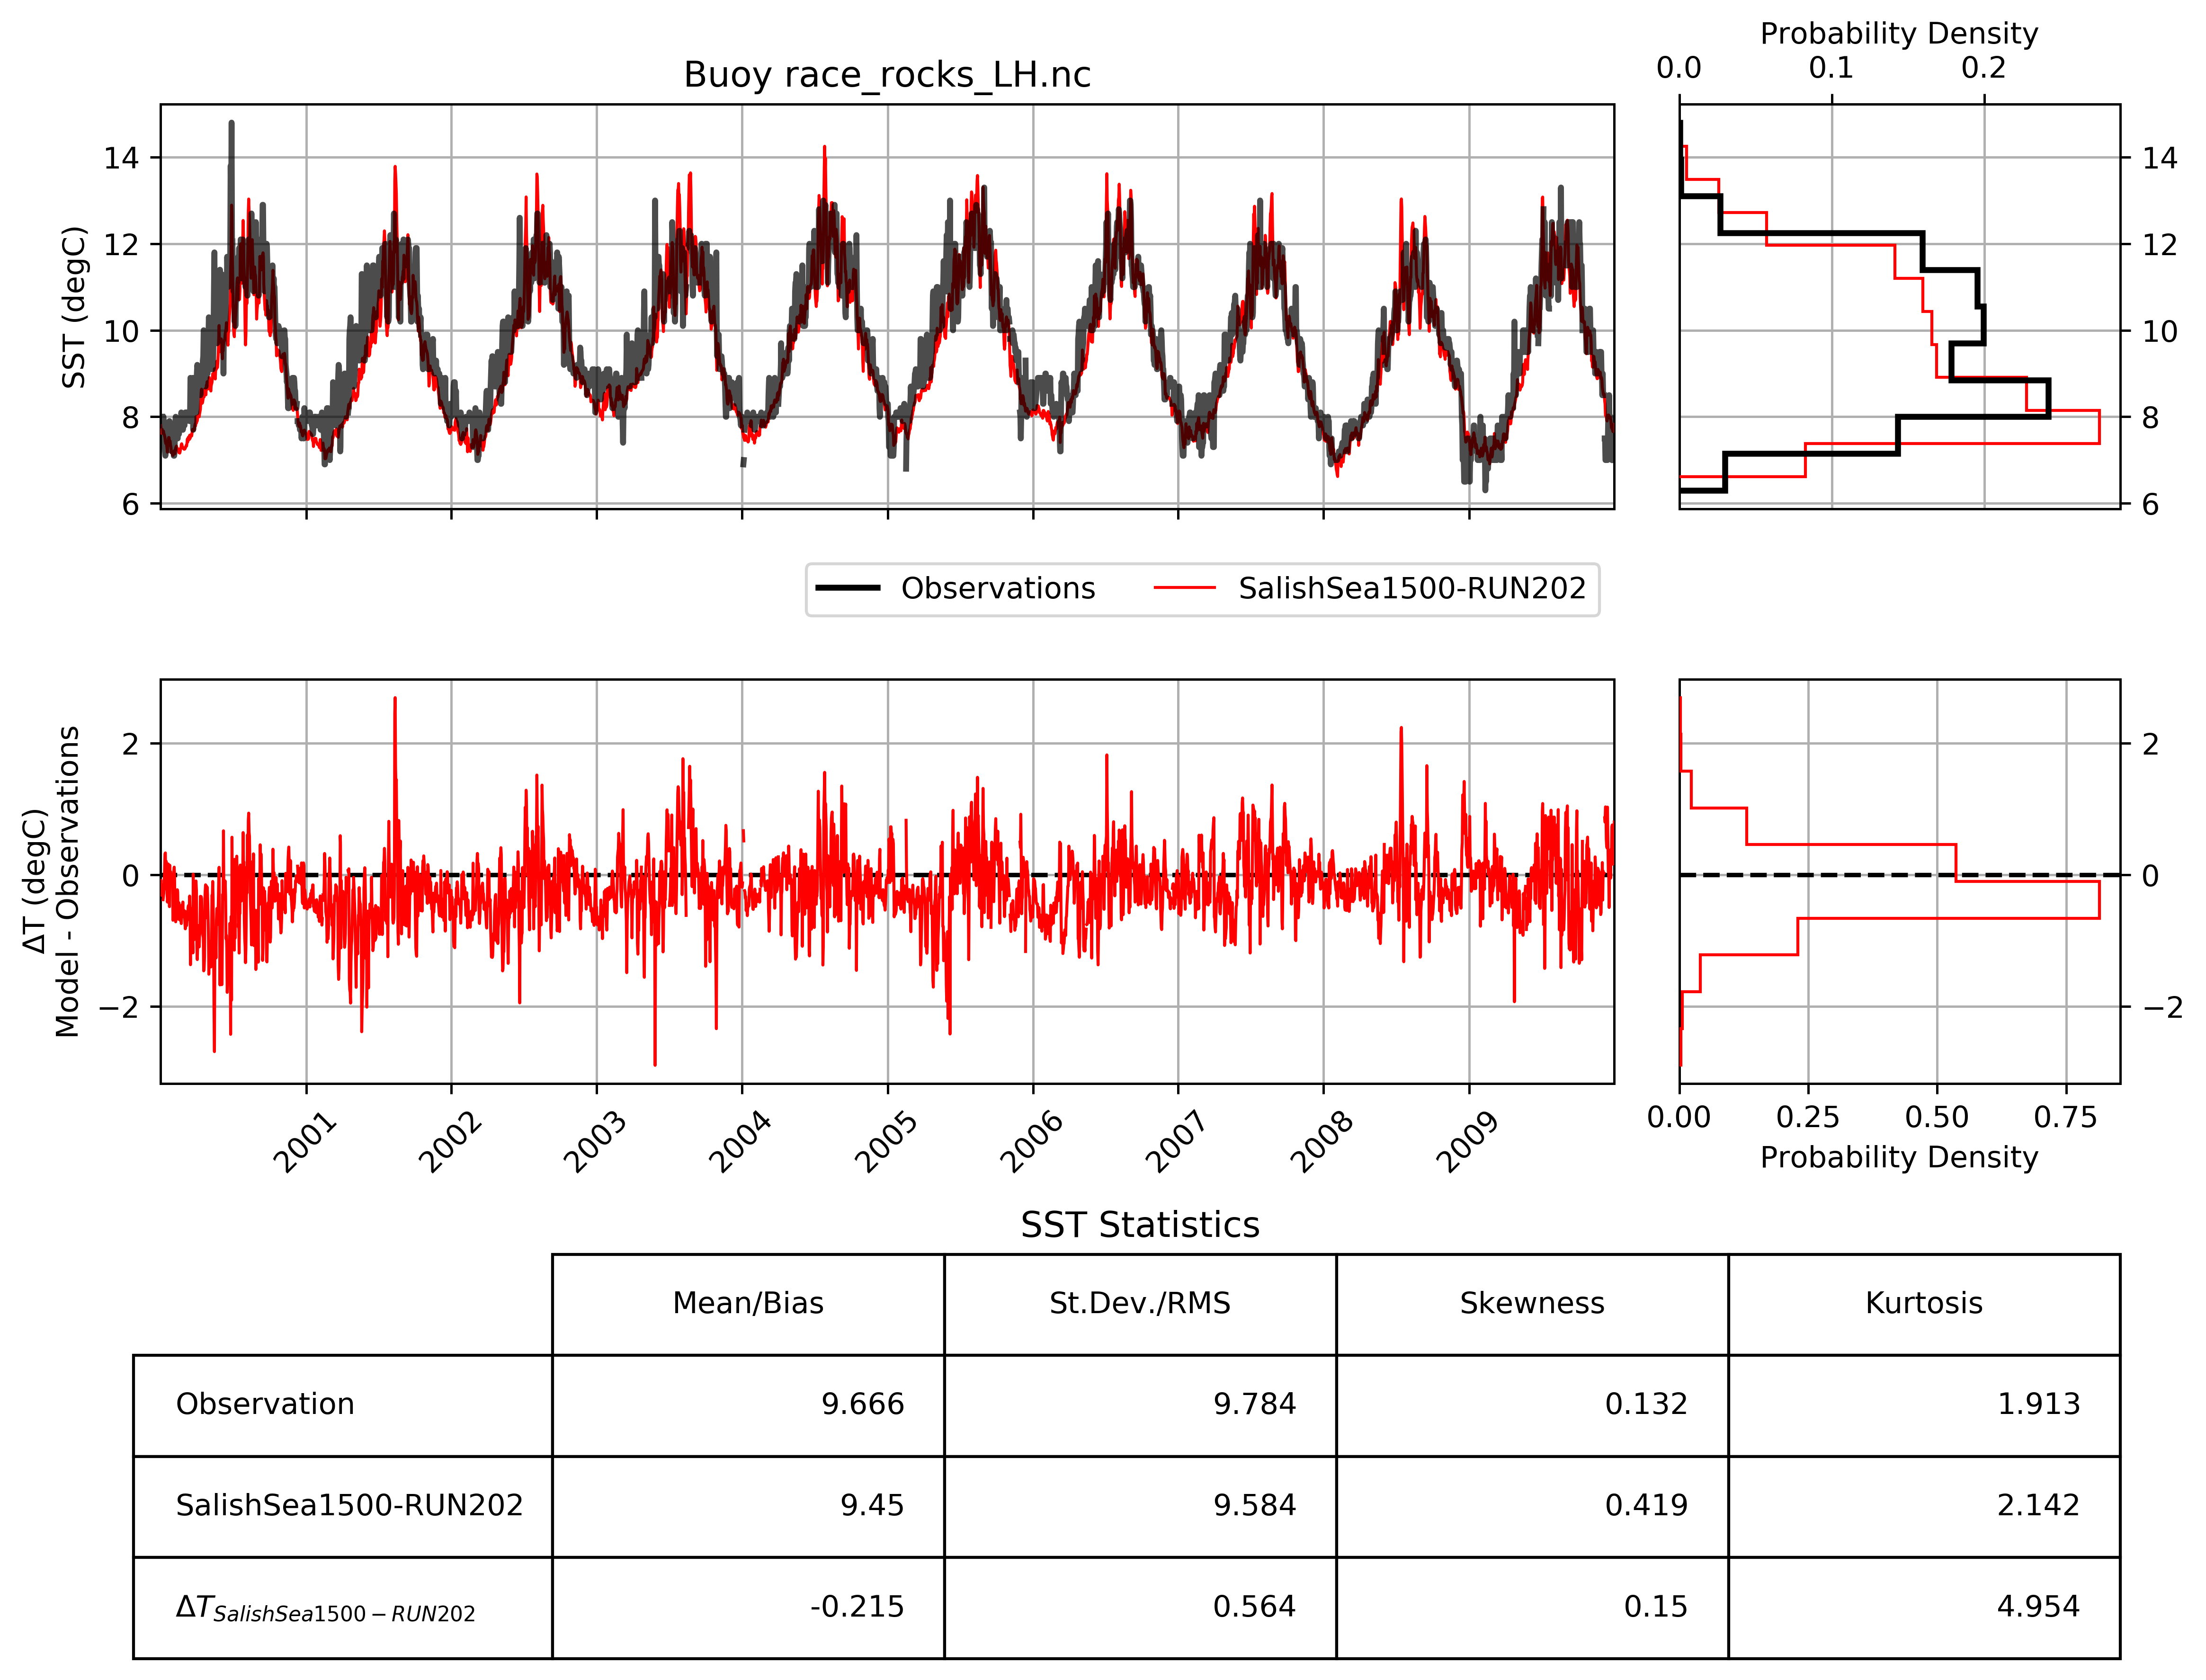 Probability Density
0.0 0.1 0.2
Buoy race_rocks_LH.nc
SST (degC)
14
12
10
8
6
14
12
10
8
6
Observations SalishSea1500-RUN202
ΔT (degC)
Model - Observations
2
0
−2
2
0
−2
2001 2002 2003 2004 2005 2006 2007 2008 2009
0.00 0.25 0.50 0.75
Probability Density
SST Statistics
Mean/Bias St.Dev./RMS Skewness Kurtosis
Observation 9.666 9.784 0.132 1.913
SalishSea1500-RUN202 9.45 9.584 0.419 2.142
ΔT SalishSea1500−RUN202 -0.215 0.564 0.15 4.954